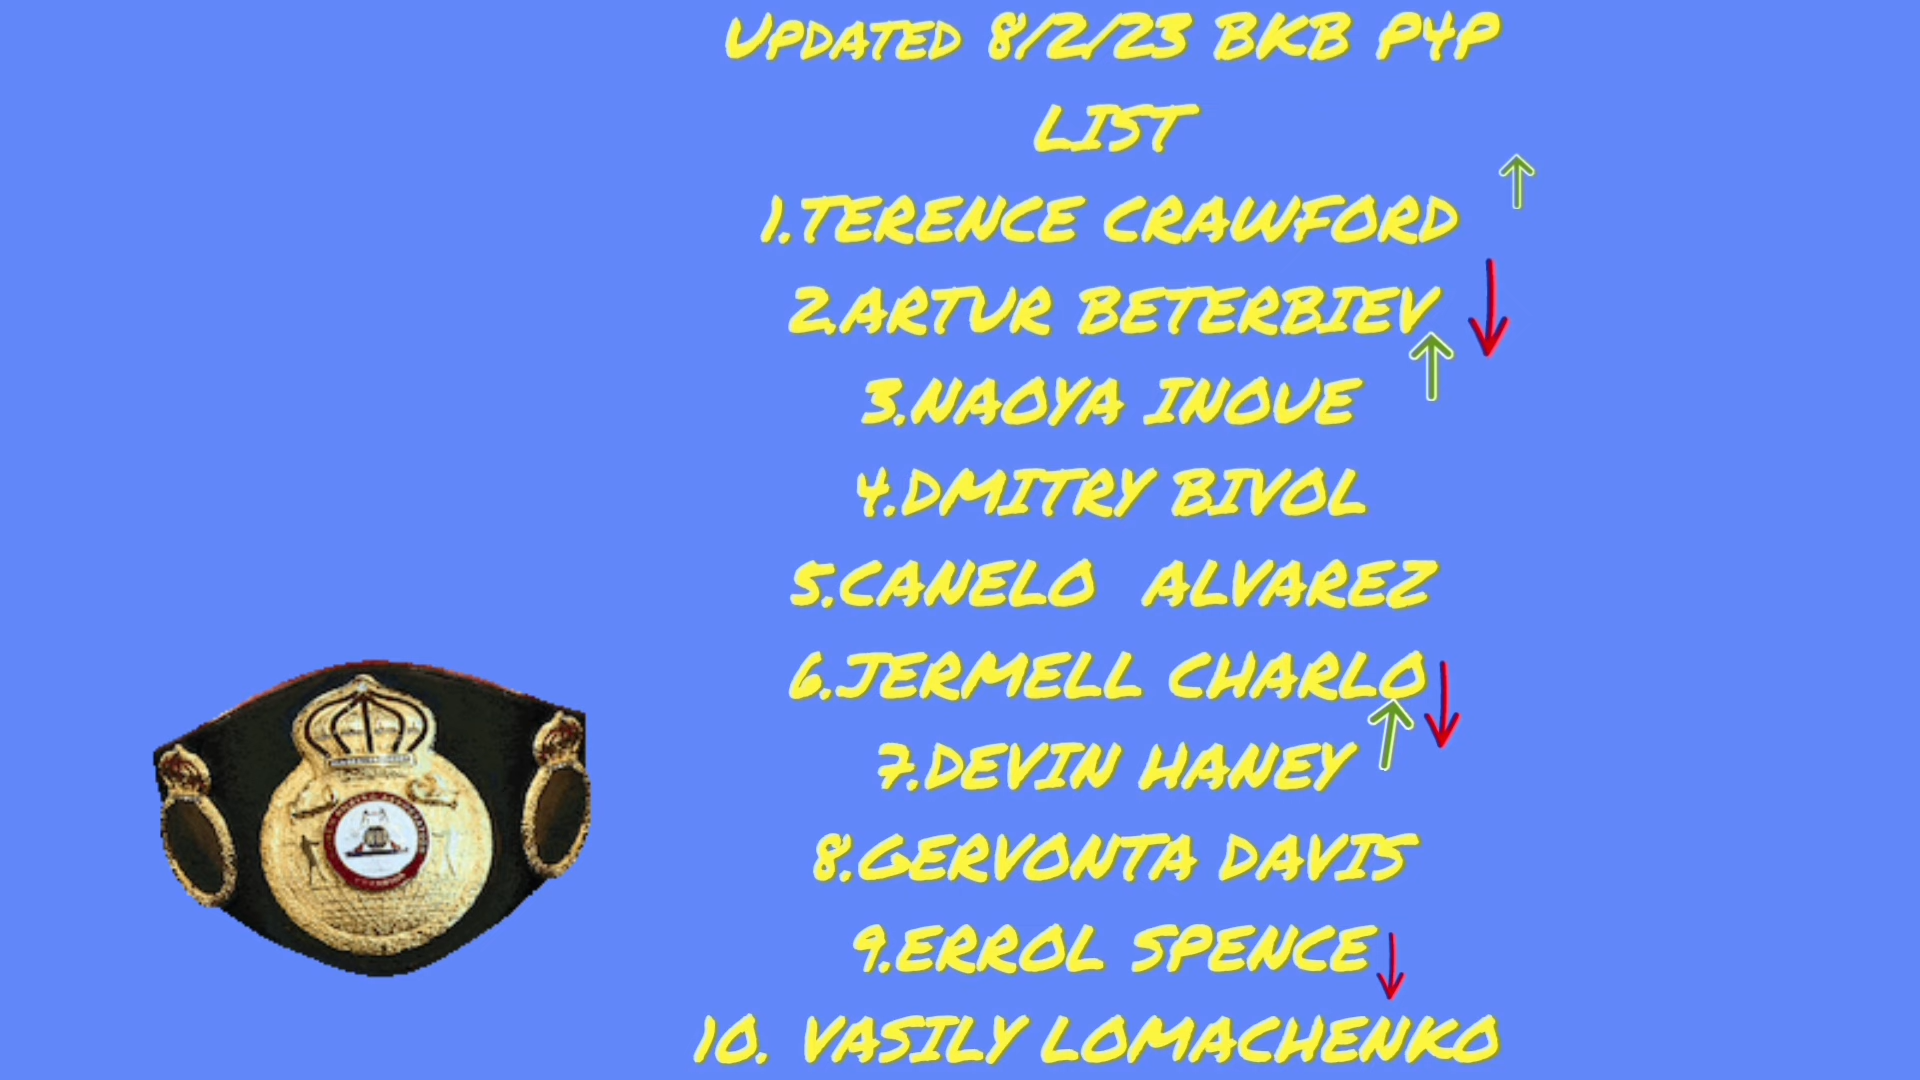 UPDATED 8/2/23 BKB P4P
LIST
1.TERENCE CRAWFORD
2.ARTUR BETERBIEV
3.NAOYA INOUE
4.DMITRY BIVOL
5.CANELO ALVAREZ
6.JERMELL CHARLO
7.DEVIN HANEY
8.GERVONTA DAVIS
9.ERROL SPENCE
10. VASILY LOMACHENKO